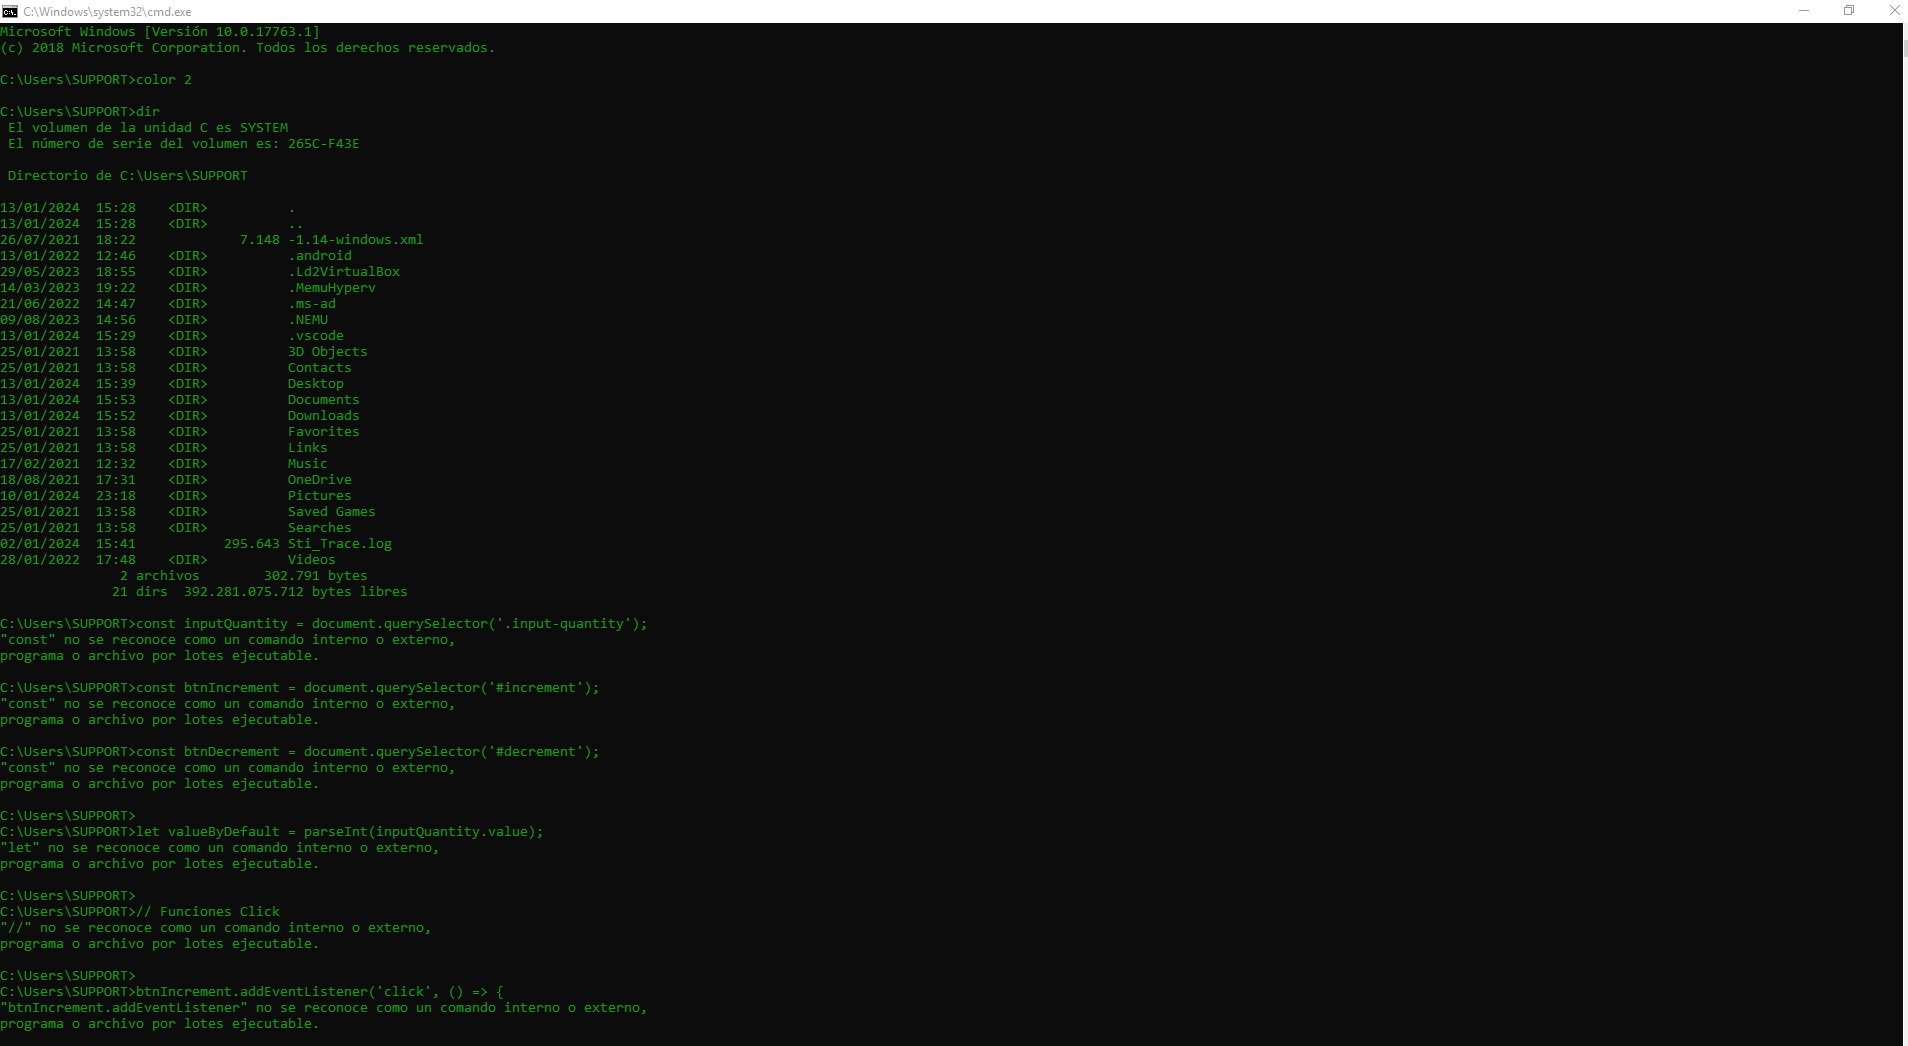 C:\Windows\system32\cmd.exe
Microsoft Windows [Versión 10.0.17763.1]
(c) 2018 Microsoft Corporation. Todos los derechos reservados.
C:\Users\SUPPORT>color 2
C:\Users\SUPPORT>dir
 El volumen de la unidad C es SYSTEM
 El número de serie del volumen es: 265C-F43E
 Directorio de C:\Users\SUPPORT
13/01/2024  15:28    <DIR>          .
13/01/2024  15:28    <DIR>          ..
26/07/2021  18:22             7.148 -1.14-windows.xml
13/01/2022  12:46    <DIR>          .android
29/05/2023  18:55    <DIR>          .Ld2VirtualBox
14/03/2023  19:22    <DIR>          .MemuHyperv
21/06/2022  14:47    <DIR>          .ms-ad
09/08/2023  14:56    <DIR>          .NEMU
13/01/2024  15:29    <DIR>          .vscode
25/01/2021  13:58    <DIR>          3D Objects
25/01/2021  13:58    <DIR>          Contacts
13/01/2024  15:39    <DIR>          Desktop
13/01/2024  15:53    <DIR>          Documents
13/01/2024  15:52    <DIR>          Downloads
25/01/2021  13:58    <DIR>          Favorites
25/01/2021  13:58    <DIR>          Links
17/02/2021  12:32    <DIR>          Music
18/08/2021  17:31    <DIR>          OneDrive
10/01/2024  23:18    <DIR>          Pictures
25/01/2021  13:58    <DIR>          Saved Games
25/01/2021  13:58    <DIR>          Searches
02/01/2024  15:41           295.643 Sti_Trace.log
28/01/2022  17:48    <DIR>          Videos
               2 archivos        302.791 bytes
              21 dirs  392.281.075.712 bytes libres
C:\Users\SUPPORT>const inputQuantity = document.querySelector('.input-quantity');
"const" no se reconoce como un comando interno o externo,
programa o archivo por lotes ejecutable.
C:\Users\SUPPORT>const btnIncrement = document.querySelector('#increment');
"const" no se reconoce como un comando interno o externo,
programa o archivo por lotes ejecutable.
C:\Users\SUPPORT>const btnDecrement = document.querySelector('#decrement');
"const" no se reconoce como un comando interno o externo,
programa o archivo por lotes ejecutable.
C:\Users\SUPPORT>
C:\Users\SUPPORT>let valueByDefault = parseInt(inputQuantity.value);
"let" no se reconoce como un comando interno o externo,
programa o archivo por lotes ejecutable.
C:\Users\SUPPORT>
C:\Users\SUPPORT>// Funciones Click
"//" no se reconoce como un comando interno o externo,
programa o archivo por lotes ejecutable.
C:\Users\SUPPORT>
C:\Users\SUPPORT>btnIncrement.addEventListener('click', () => {
"btnIncrement.addEventListener" no se reconoce como un comando interno o externo,
programa o archivo por lotes ejecutable.